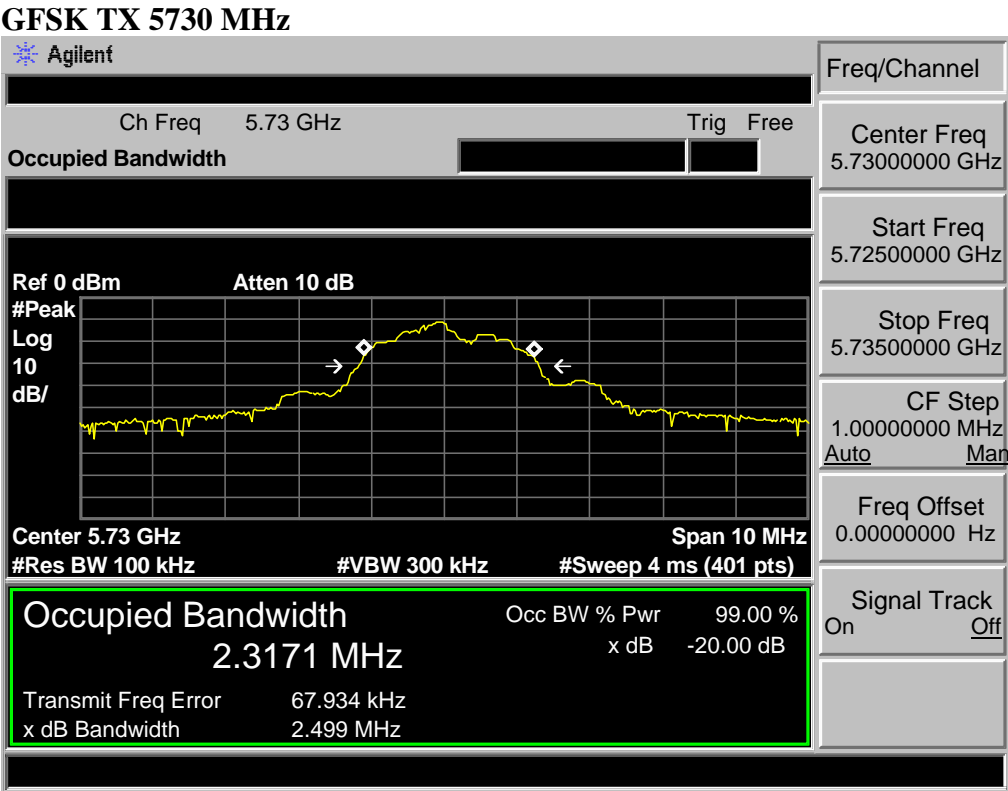 GFSK TX 5730 MHz
Agilent
Freq/Channel
Ch Freq 5.73 GHz Trig Free
Occupied Bandwidth
Center Freq
5.73000000 GHz
Start Freq
5.72500000 GHz
Ref 0 dBm Atten 10 dB
#Peak
Log
10
dB/
Stop Freq
5.73500000 GHz
CF Step
1.00000000 MHz
Auto Man
Freq Offset
0.00000000 Hz
Center 5.73 GHz Span 10 MHz
#Res BW 100 kHz #VBW 300 kHz #Sweep 4 ms (401 pts)
Signal Track
On Off
Occupied Bandwidth Occ BW % Pwr 99.00 %
2.3171 MHz x dB -20.00 dB
Transmit Freq Error 67.934 kHz
x dB Bandwidth 2.499 MHz